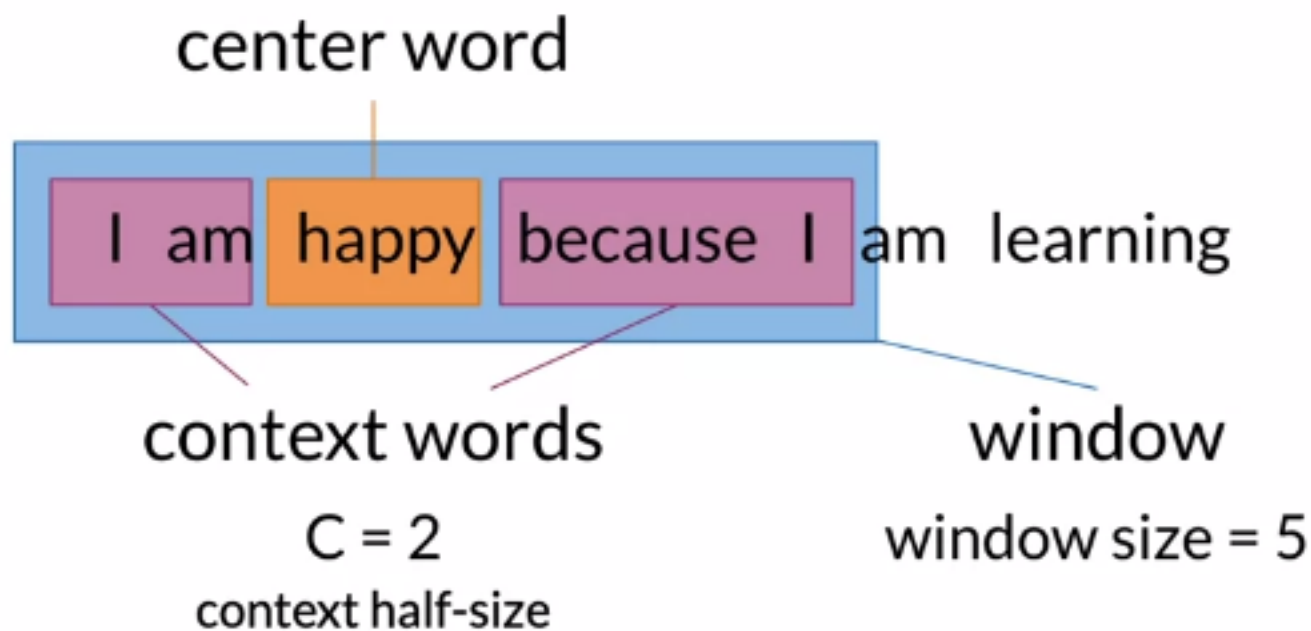 center word
I am happy because I am learning
context words
window
C = 2
window size = 5
context half-size